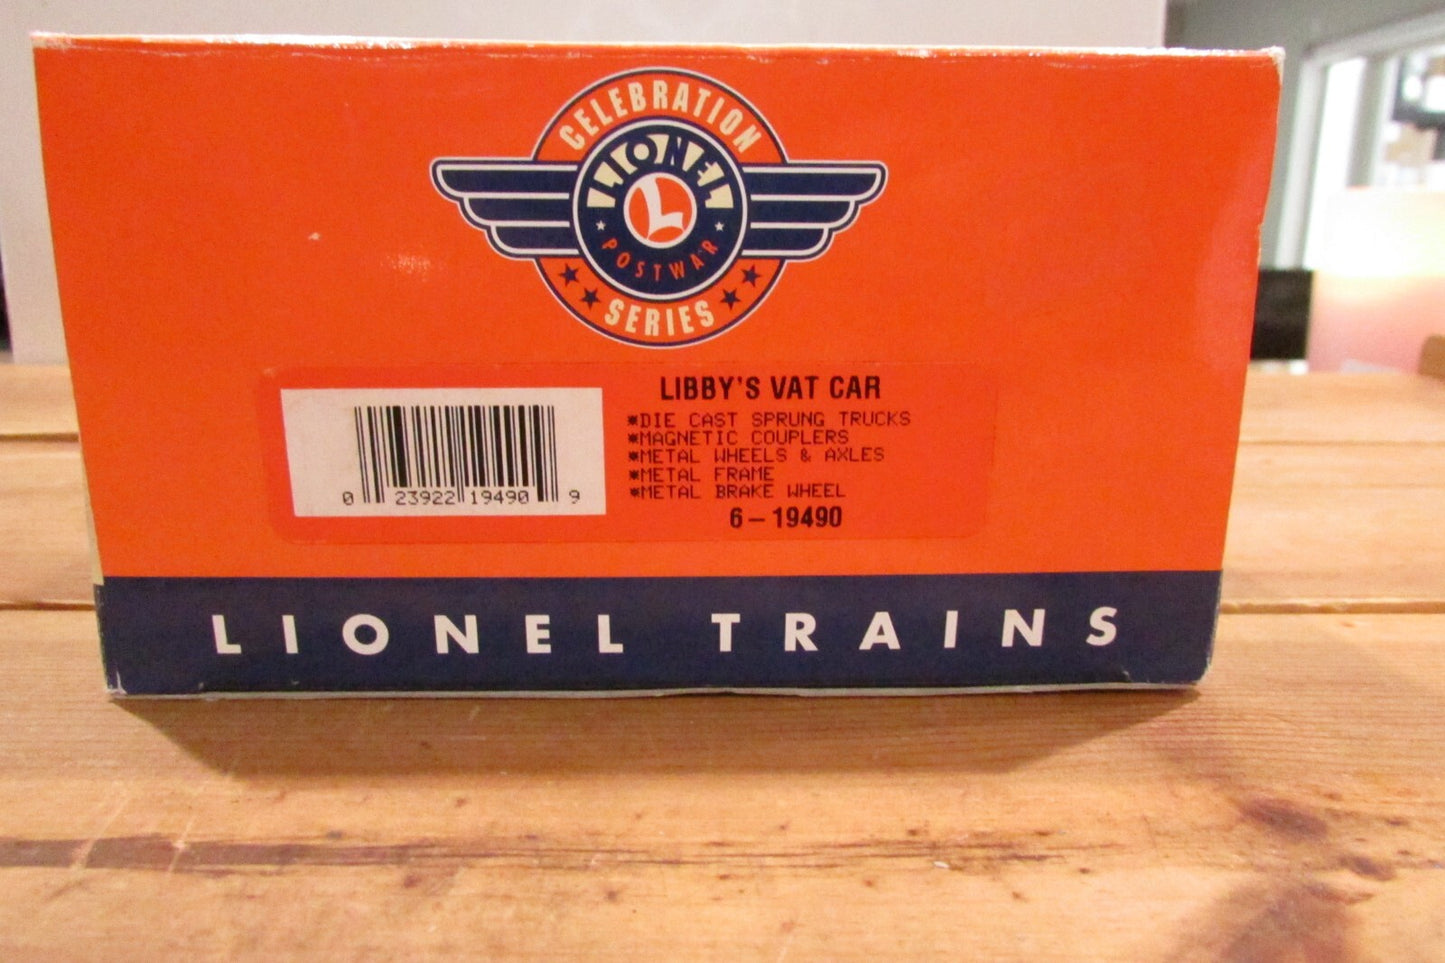 CELEBRATION
LIONEL
L
POSTWAR
SERIES
LIBBY'S VAT CAR
*DIE CAST SPRUNG TRUCKS
*MAGNETIC COUPLERS
*METAL WHEELS & AXLES
*METAL FRAME
*METAL BRAKE WHEEL
6-19490
0 23922 19490 9
LIONEL TRAINS